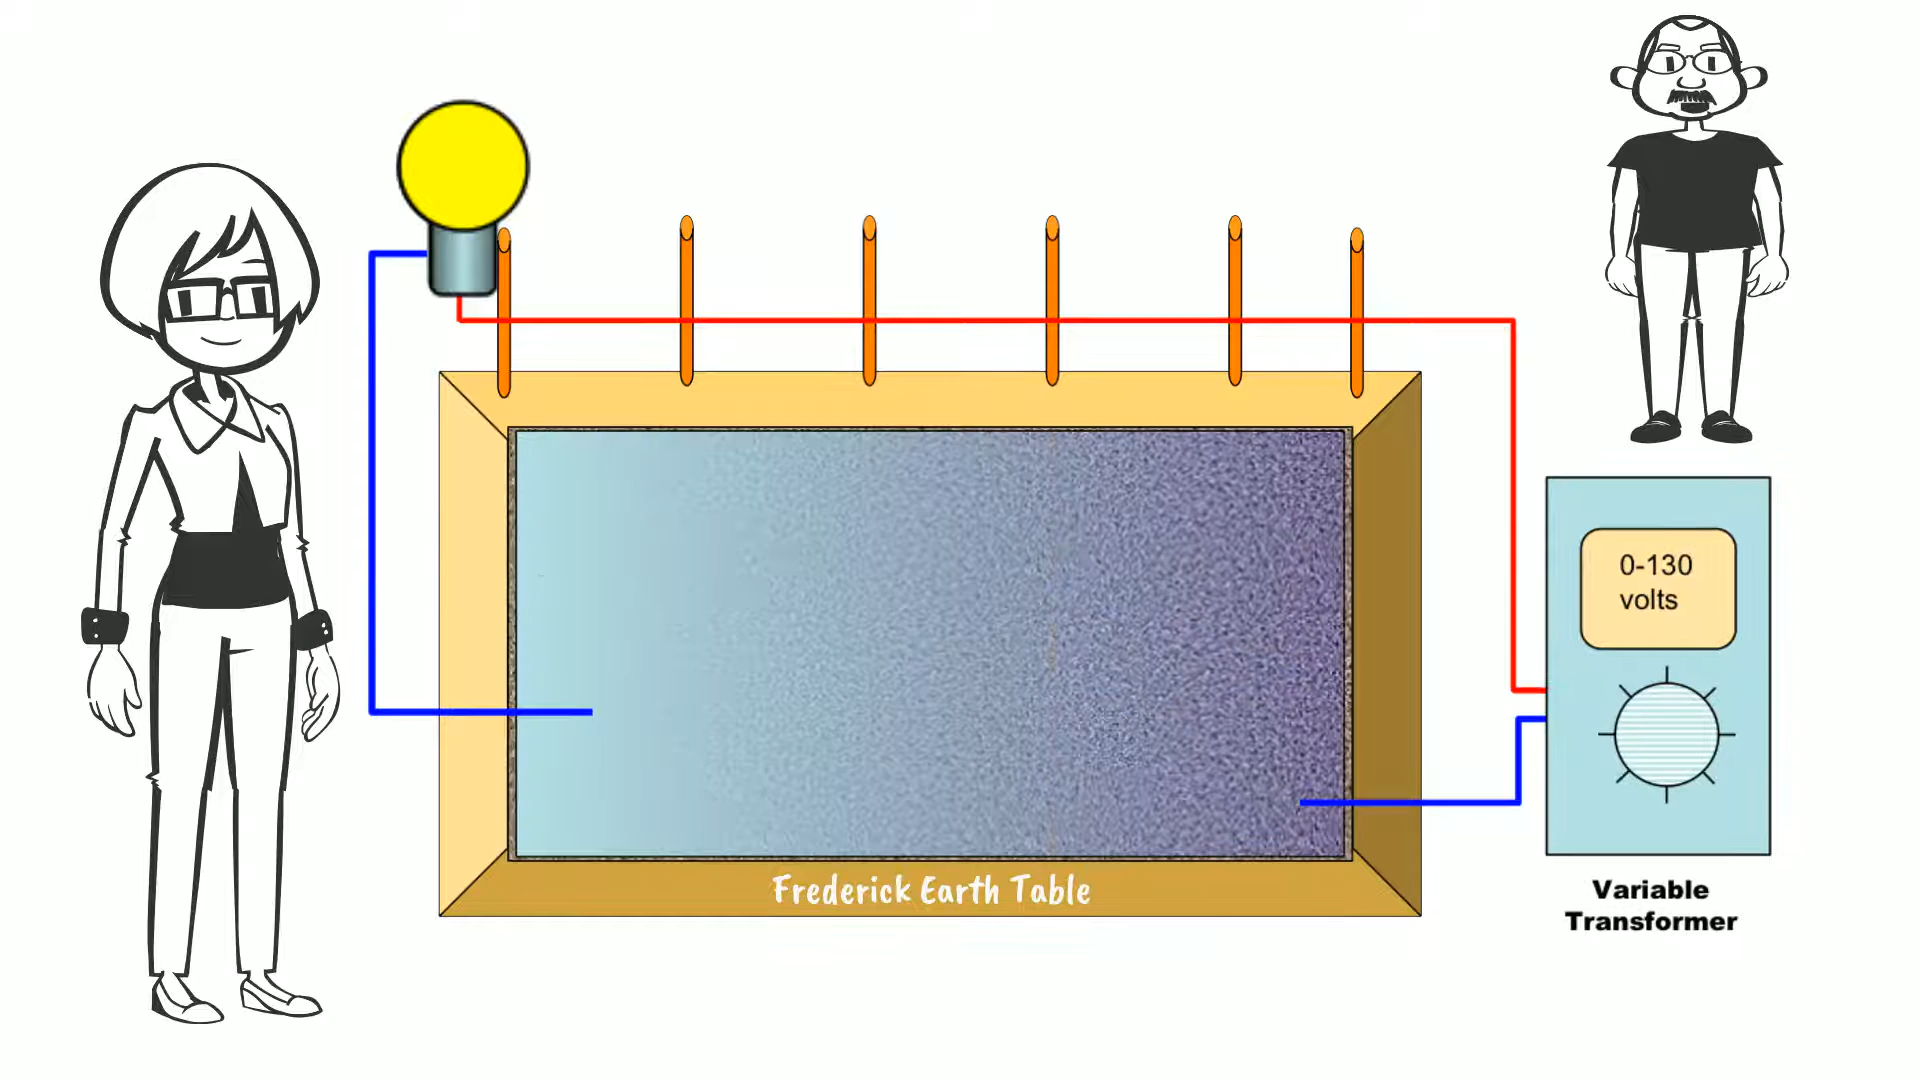 0-130
volts
Frederick Earth Table
Variable
Transformer